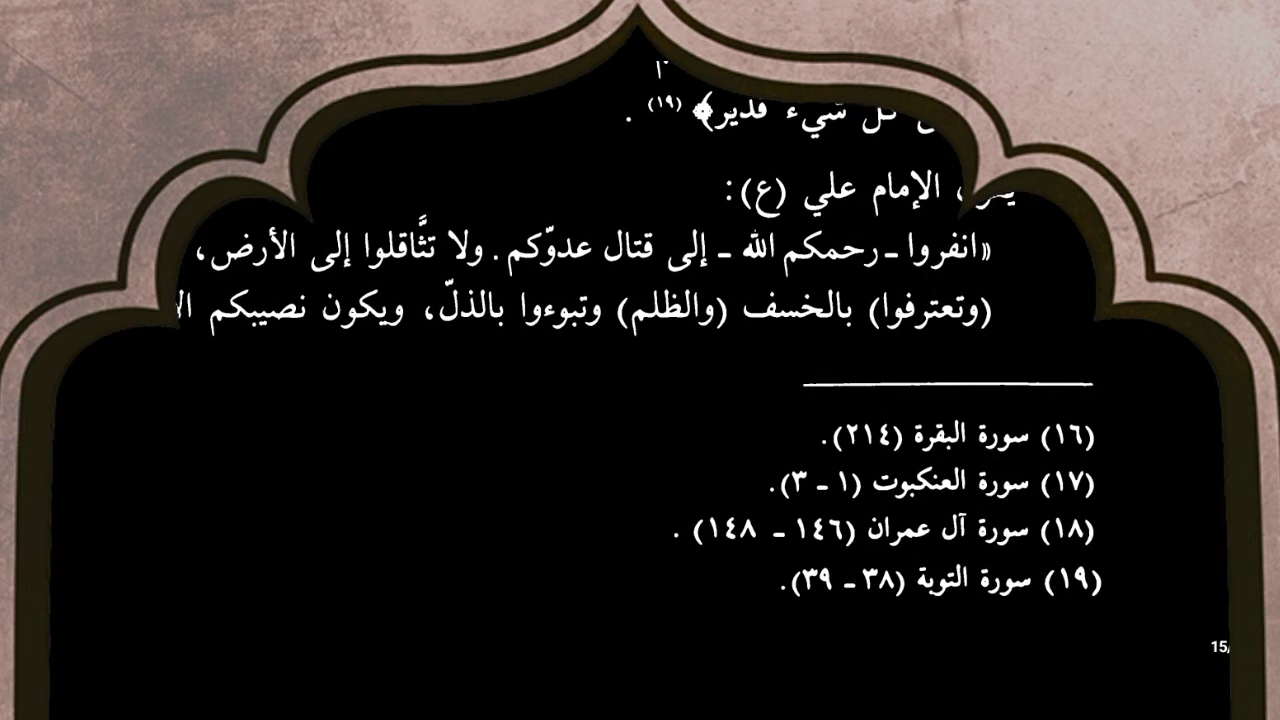 كل شيء قدير﴾ (١٩) .
الإمام علي (ع):
«انفروا ـ رحمكم الله ـ إلى قتال عدوّكم. ولا تثَّاقلوا إلى الأرض،
(وتعترفوا) بالخسف (والظلم) وتبوءوا بالذلّ، ويكون نصيبكم
(١٦) سورة البقرة (٢١٤).
(١٧) سورة العنكبوت (١ ـ ٣).
(١٨) سورة آل عمران (١٤٦ ـ ١٤٨) .
(١٩) سورة التوبة (٣٨ ـ ٣٩).
15/